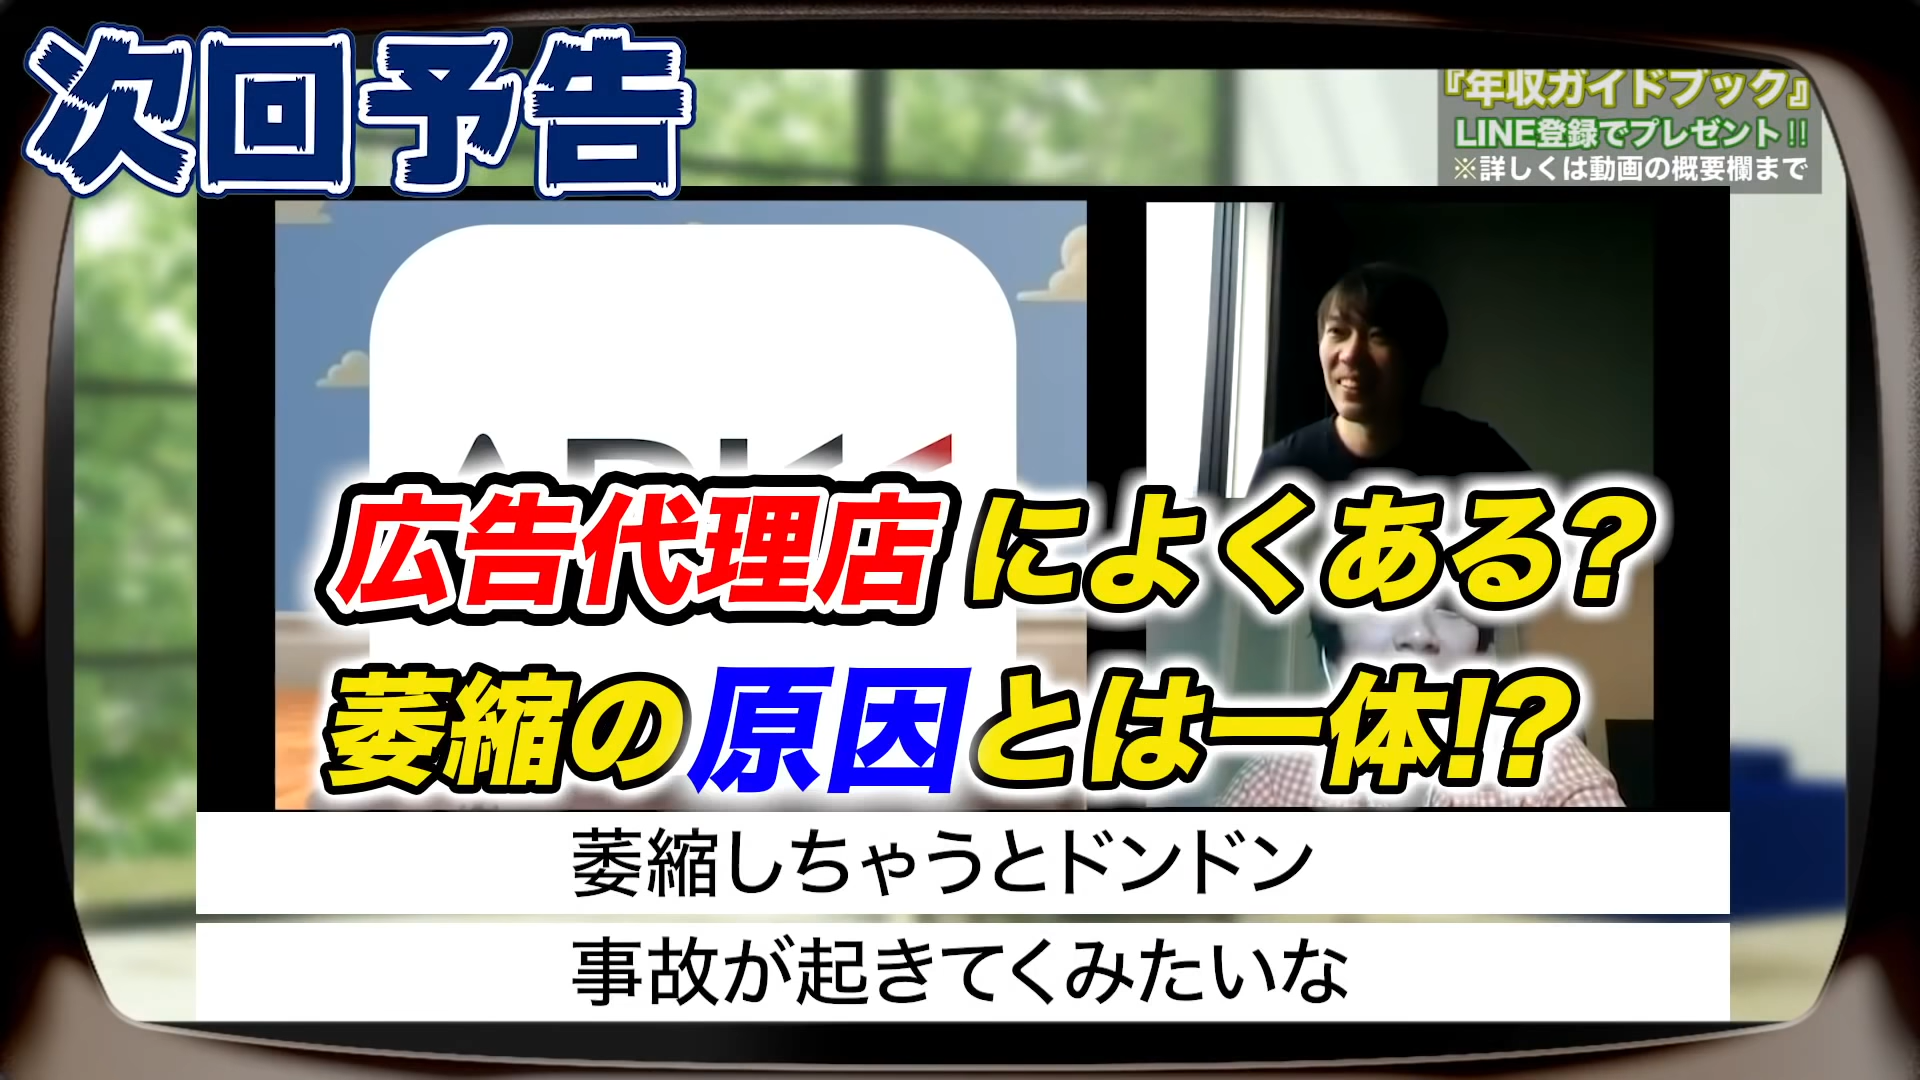 次回予告
『年収ガイドブック』
LINE登録でプレゼント!!
※詳しくは動画の概要欄まで
広告代理店によくある?
萎縮の原因とは一体!?
萎縮しちゃうとドンドン
事故が起きてくみたいな